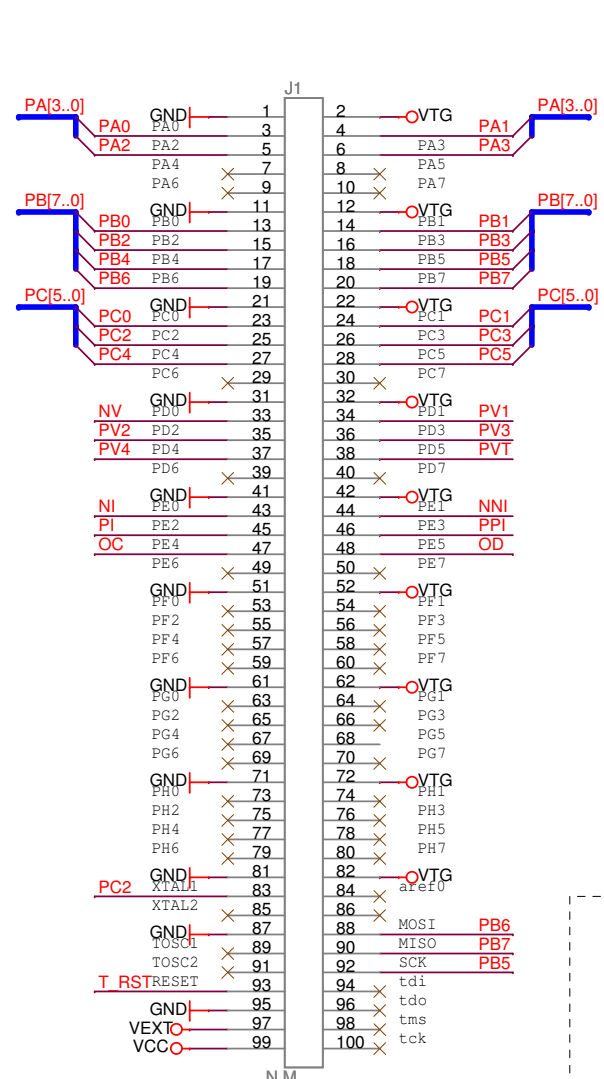 J1
PA[3..0] GND 1 2 VTG PA[3..0]
PA0 PA0 3 4 PA1
PA2 PA2 5 6 PA3 PA3
PA4 7 8 PA5
PA6 9 10 PA7
PB[7..0] GND 11 12 VTG PB[7..0]
PB0 PB0 13 14 PB1 PB1
PB2 PB2 15 16 PB3 PB3
PB4 PB4 17 18 PB5 PB5
PB6 PB6 19 20 PB7 PB7
PC[5..0] GND 21 22 VTG PC[5..0]
PC0 PC0 23 24 PC1 PC1
PC2 PC2 25 26 PC3 PC3
PC4 PC4 27 28 PC5 PC5
PC6 29 30 PC7
GND 31 32 VTG
NV PD0 33 34 PD1 PV1
PV2 PD2 35 36 PD3 PV3
PV4 PD4 37 38 PD5 PVT
PD6 39 40 PD7
GND 41 42 VTG
NI PE0 43 44 PE1 NNI
PI PE2 45 46 PE3 PPI
OC PE4 47 48 PE5 OD
PE6 49 50 PE7
GND 51 52 VTG
PF0 53 54 PF1
PF2 55 56 PF3
PF4 57 58 PF5
PF6 59 60 PF7
GND 61 62 VTG
PG0 63 64 PG1
PG2 65 66 PG3
PG4 67 68 PG5
PG6 69 70 PG7
GND 71 72 VTG
PH0 73 74 PH1
PH2 75 76 PH3
PH4 77 78 PH5
PH6 79 80 PH7
GND 81 82 VTG
PC2 XTAL1 83 84 aref0
XTAL2 85 86
GND 87 88 MOSI PB6
TOSC1 89 90 MISO PB7
TOSC2 91 92 SCK PB5
T_RST RESET 93 94 tdi
GND 95 96 tdo
VEXT 97 98 tms
VCC 99 100 tck